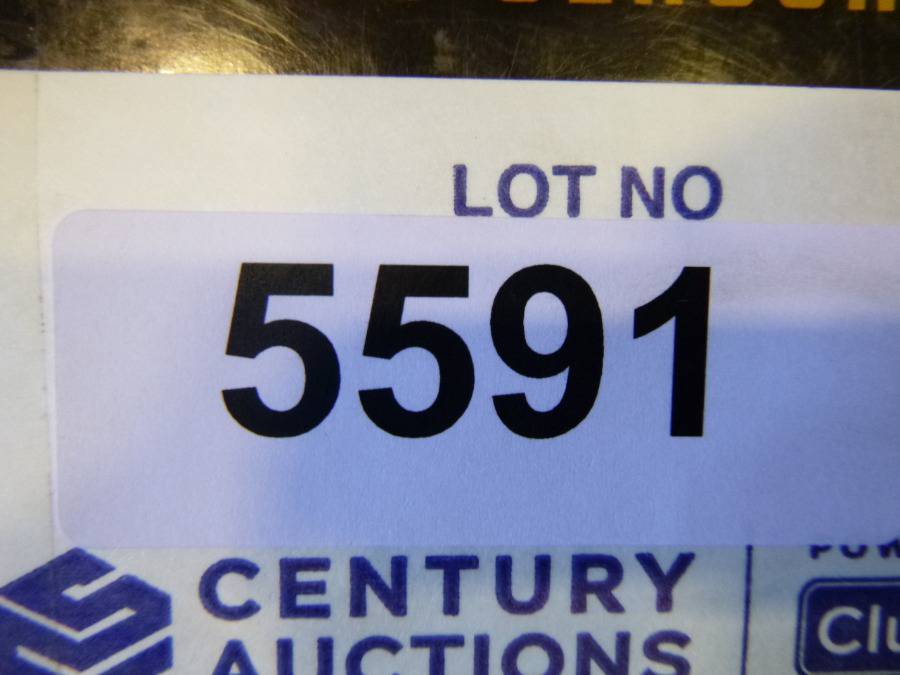 LOT NO
5591
CENTURY
AUCTIONS